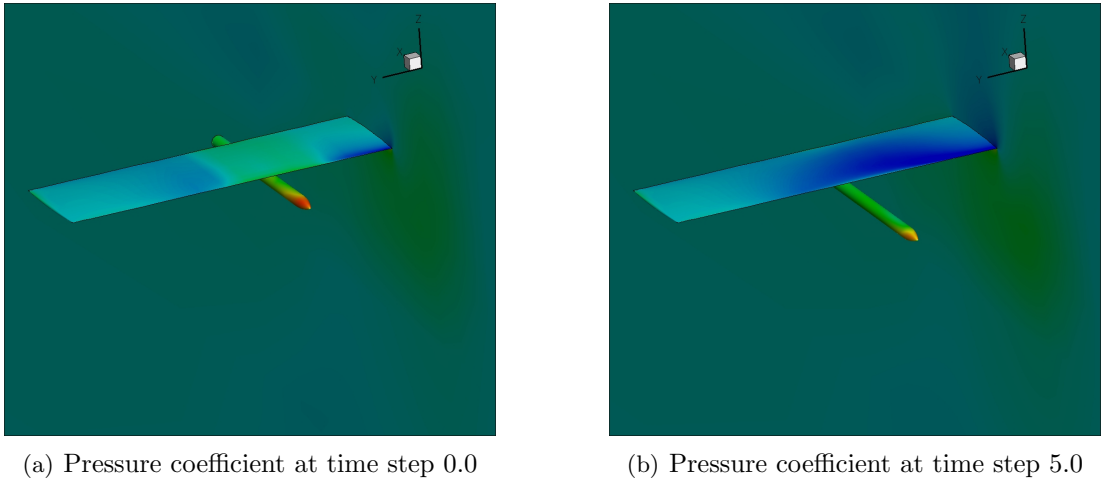 Z
X
Y
Z
X
Y
(a) Pressure coefficient at time step 0.0
(b) Pressure coefficient at time step 5.0